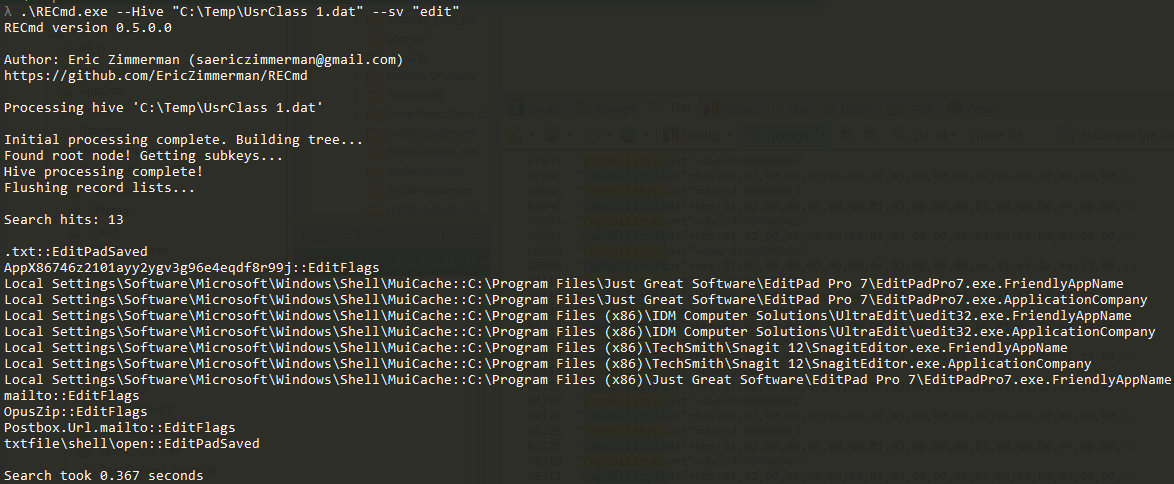 λ .\RECmd.exe --Hive "C:\Temp\UsrClass 1.dat" --sv "edit"
RECmd version 0.5.0.0
Author: Eric Zimmerman (saericzimmerman@gmail.com)
https://github.com/EricZimmerman/RECmd
Processing hive 'C:\Temp\UsrClass 1.dat'
Initial processing complete. Building tree...
Found root node! Getting subkeys...
Hive processing complete!
Flushing record lists...
Search hits: 13
.txt::EditPadSaved
AppX86746z2101ayy2ygv3g96e4eqdf8r99j::EditFlags
Local Settings\Software\Microsoft\Windows\Shell\MuiCache::C:\Program Files\Just Great Software\EditPad Pro 7\EditPadPro7.exe.FriendlyAppName
Local Settings\Software\Microsoft\Windows\Shell\MuiCache::C:\Program Files\Just Great Software\EditPad Pro 7\EditPadPro7.exe.ApplicationCompany
Local Settings\Software\Microsoft\Windows\Shell\MuiCache::C:\Program Files (x86)\IDM Computer Solutions\UltraEdit\uedit32.exe.FriendlyAppName
Local Settings\Software\Microsoft\Windows\Shell\MuiCache::C:\Program Files (x86)\IDM Computer Solutions\UltraEdit\uedit32.exe.ApplicationCompany
Local Settings\Software\Microsoft\Windows\Shell\MuiCache::C:\Program Files (x86)\TechSmith\Snagit 12\SnagitEditor.exe.FriendlyAppName
Local Settings\Software\Microsoft\Windows\Shell\MuiCache::C:\Program Files (x86)\TechSmith\Snagit 12\SnagitEditor.exe.ApplicationCompany
Local Settings\Software\Microsoft\Windows\Shell\MuiCache::C:\Program Files (x86)\Just Great Software\EditPad Pro 7\EditPadPro7.exe.FriendlyAppName
mailto::EditFlags
OpusZip::EditFlags
Postbox.Url.mailto::EditFlags
txtfile\shell\open::EditPadSaved
Search took 0.367 seconds